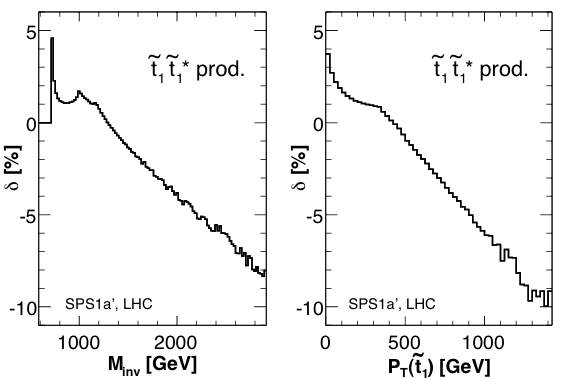 5
0
-5
-10
δ [%]
t̃₁ t̃₁* prod.
SPS1a', LHC
1000 2000
M_inv [GeV]
5
0
-5
-10
δ [%]
t̃₁ t̃₁* prod.
SPS1a', LHC
0 500 1000
P_T(t̃₁) [GeV]